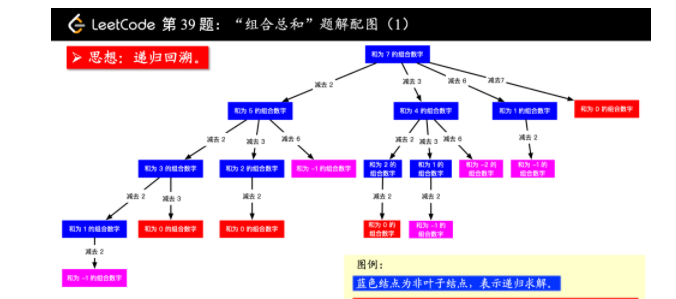 LeetCode 第 39 题：“组合总和”题解配图（1）
➢ 思想：递归回溯。
和为 7 的组合数字
减去 2
减去 3
减去 6
减去7
和为 5 的组合数字
和为 4 的组合数字
和为 1 的组合数字
和为 0 的组合数字
减去 2
减去 3
减去 6
减去 2
减去 3
减去 6
减去 2
和为 3 的组合数字
和为 2 的组合数字
和为 -1 的组合数字
和为 2 的
组合数字
和为 1 的
组合数字
和为 -2 的
组合数字
和为 -1 的
组合数字
减去 2
减去 3
减去 2
减去 2
减去 2
和为 1 的组合数字
和为 0 的组合数字
和为 0 的组合数字
和为 0 的
组合数字
和为 -1 的
组合数字
减去 2
和为 -1 的组合数字
图例：
蓝色结点为非叶子结点，表示递归求解。